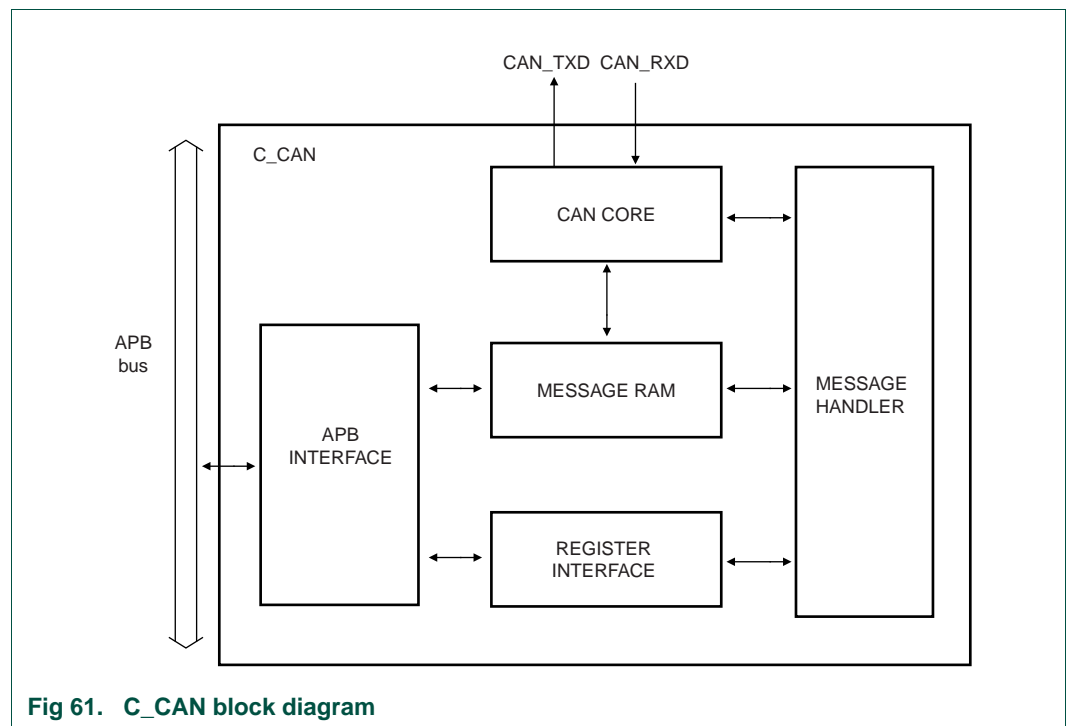 CAN_TXD CAN_RXD
C_CAN
CAN CORE
APB
bus
APB
INTERFACE
MESSAGE RAM
MESSAGE
HANDLER
REGISTER
INTERFACE
Fig 61. C_CAN block diagram